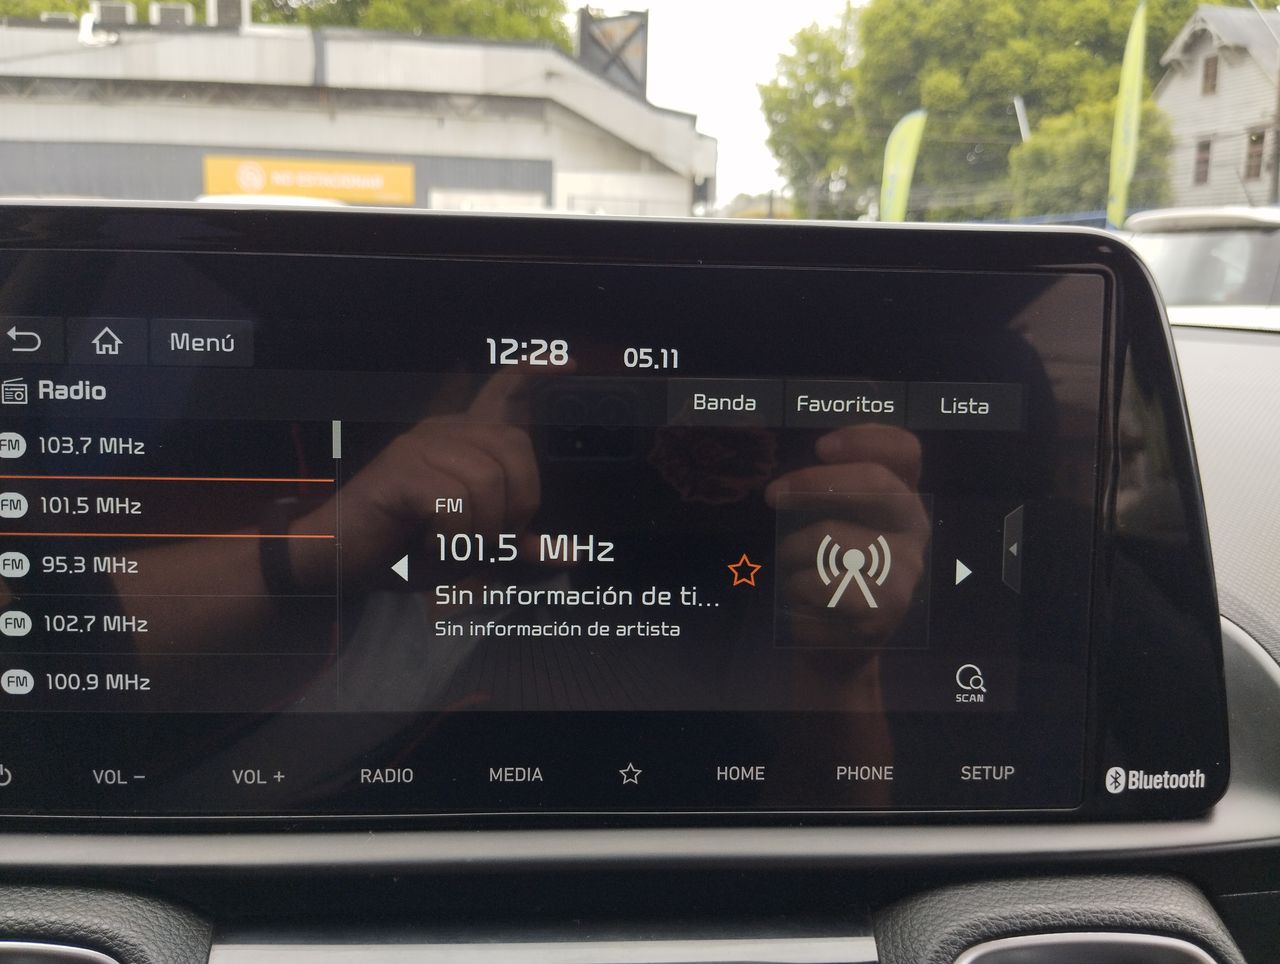 NO ESTACIONAR
Menú
12:28
05.11
Radio
Banda
Favoritos
Lista
FM 103.7 MHz
FM 101.5 MHz
FM 95.3 MHz
FM 102.7 MHz
FM 100.9 MHz
FM
101.5 MHz
Sin información de ti...
Sin información de artista
SCAN
VOL −
VOL +
RADIO
MEDIA
HOME
PHONE
SETUP
Bluetooth